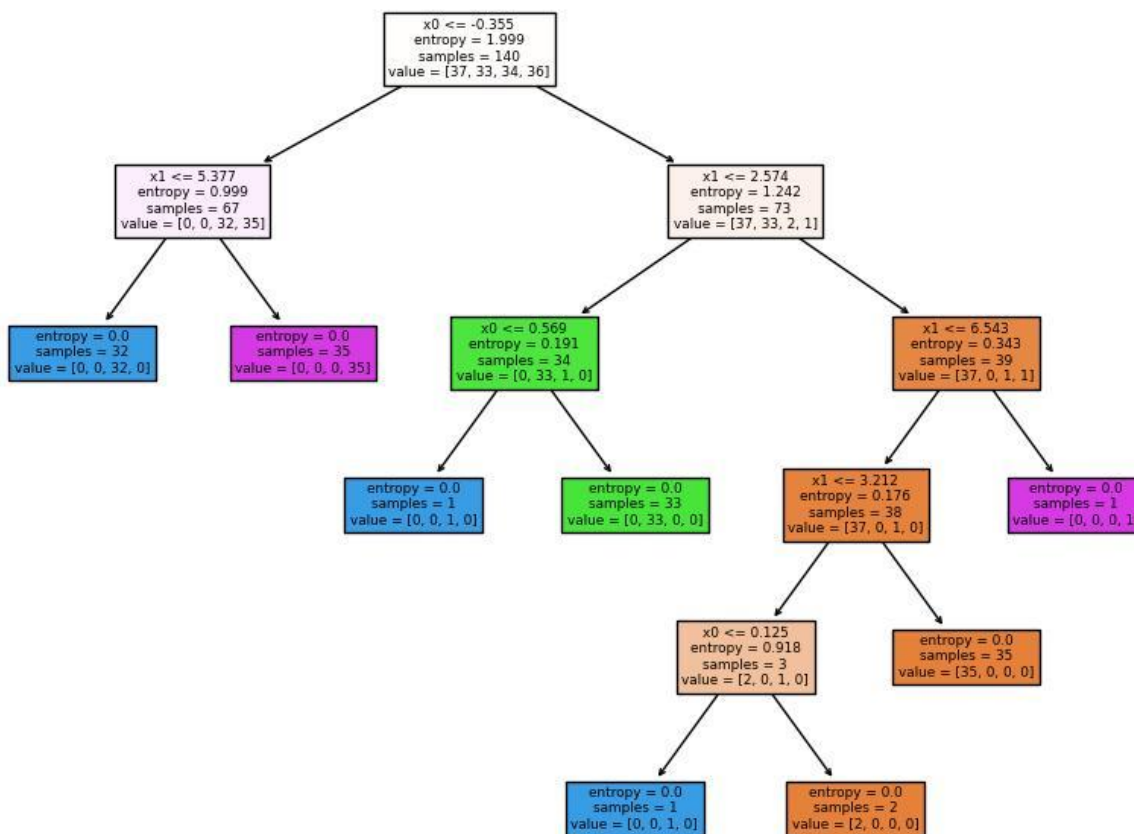 x0 <= -0.355
entropy = 1.999
samples = 140
value = [37, 33, 34, 36]
x1 <= 5.377
entropy = 0.999
samples = 67
value = [0, 0, 32, 35]
x1 <= 2.574
entropy = 1.242
samples = 73
value = [37, 33, 2, 1]
entropy = 0.0
samples = 32
value = [0, 0, 32, 0]
entropy = 0.0
samples = 35
value = [0, 0, 0, 35]
x0 <= 0.569
entropy = 0.191
samples = 34
value = [0, 33, 1, 0]
x1 <= 6.543
entropy = 0.343
samples = 39
value = [37, 0, 1, 1]
entropy = 0.0
samples = 1
value = [0, 0, 1, 0]
entropy = 0.0
samples = 33
value = [0, 33, 0, 0]
x1 <= 3.212
entropy = 0.176
samples = 38
value = [37, 0, 1, 0]
entropy = 0.0
samples = 1
value = [0, 0, 0, 1
x0 <= 0.125
entropy = 0.918
samples = 3
value = [2, 0, 1, 0]
entropy = 0.0
samples = 35
value = [35, 0, 0, 0]
entropy = 0.0
samples = 1
value = [0, 0, 1, 0]
entropy = 0.0
samples = 2
value = [2, 0, 0, 0]